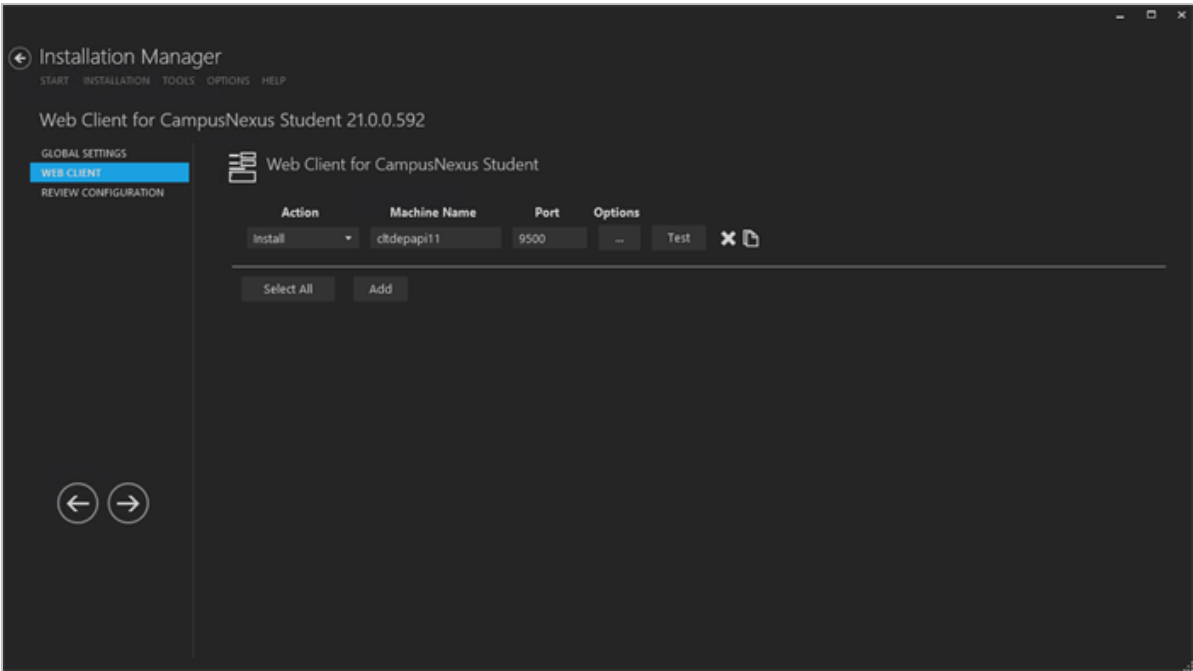 Installation Manager
START INSTALLATION TOOLS OPTIONS HELP
Web Client for CampusNexus Student 21.0.0.592
GLOBAL SETTINGS
WEB CLIENT
REVIEW CONFIGURATION
Web Client for CampusNexus Student
Action Machine Name Port Options
Install cltdepapi11 9500 ... Test
Select All Add